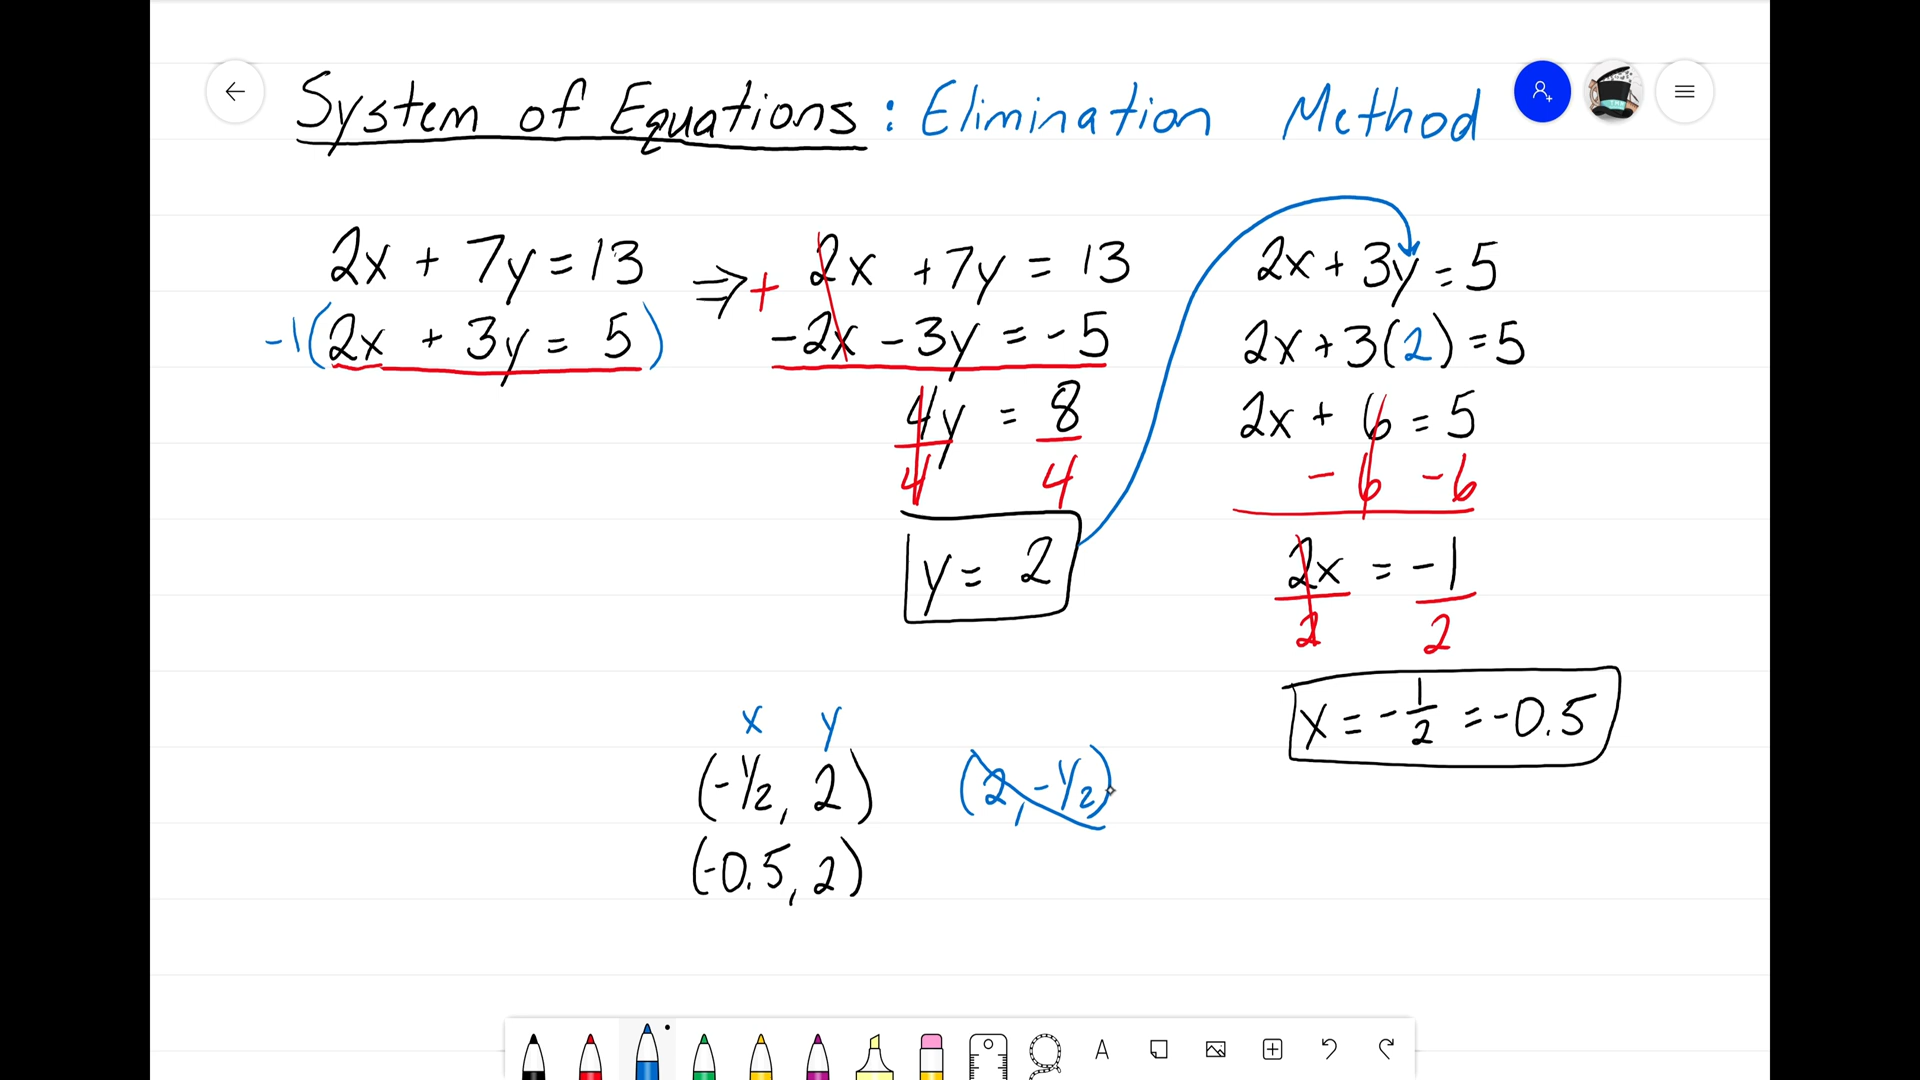 System of Equations : Elimination Method
2x + 7y = 13
-1(2x + 3y = 5)
⇒
+ 2x + 7y = 13
-2x - 3y = -5
4y = 8
4 4
y = 2
2x + 3y = 5
2x + 3(2) = 5
2x + 6 = 5
- 6 - 6
2x = -1
2 2
x = -1/2 = -0.5
x y
(-1/2, 2) (2, -1/2)
(-0.5, 2)
A